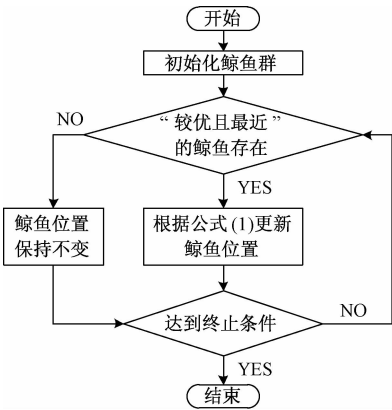 开始
初始化鲸鱼群
“较优且最近”
的鲸鱼存在
NO
YES
鲸鱼位置
保持不变
根据公式(1)更新
鲸鱼位置
达到终止条件
NO
YES
结束